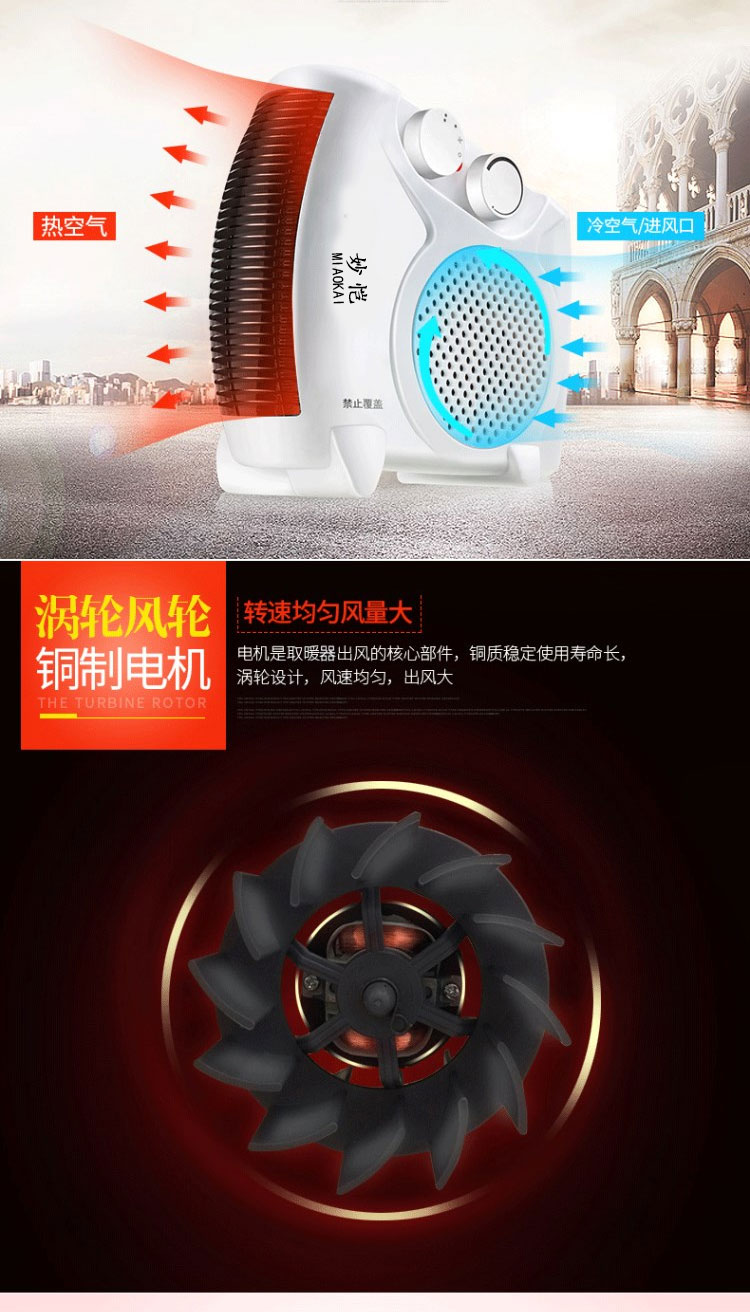 热空气
冷空气/进风口
妙恺
MIAOKAI
禁止覆盖
涡轮风轮
铜制电机
THE TURBINE ROTOR
转速均匀风量大
电机是取暖器出风的核心部件，铜质稳定使用寿命长，
涡轮设计，风速均匀，出风大